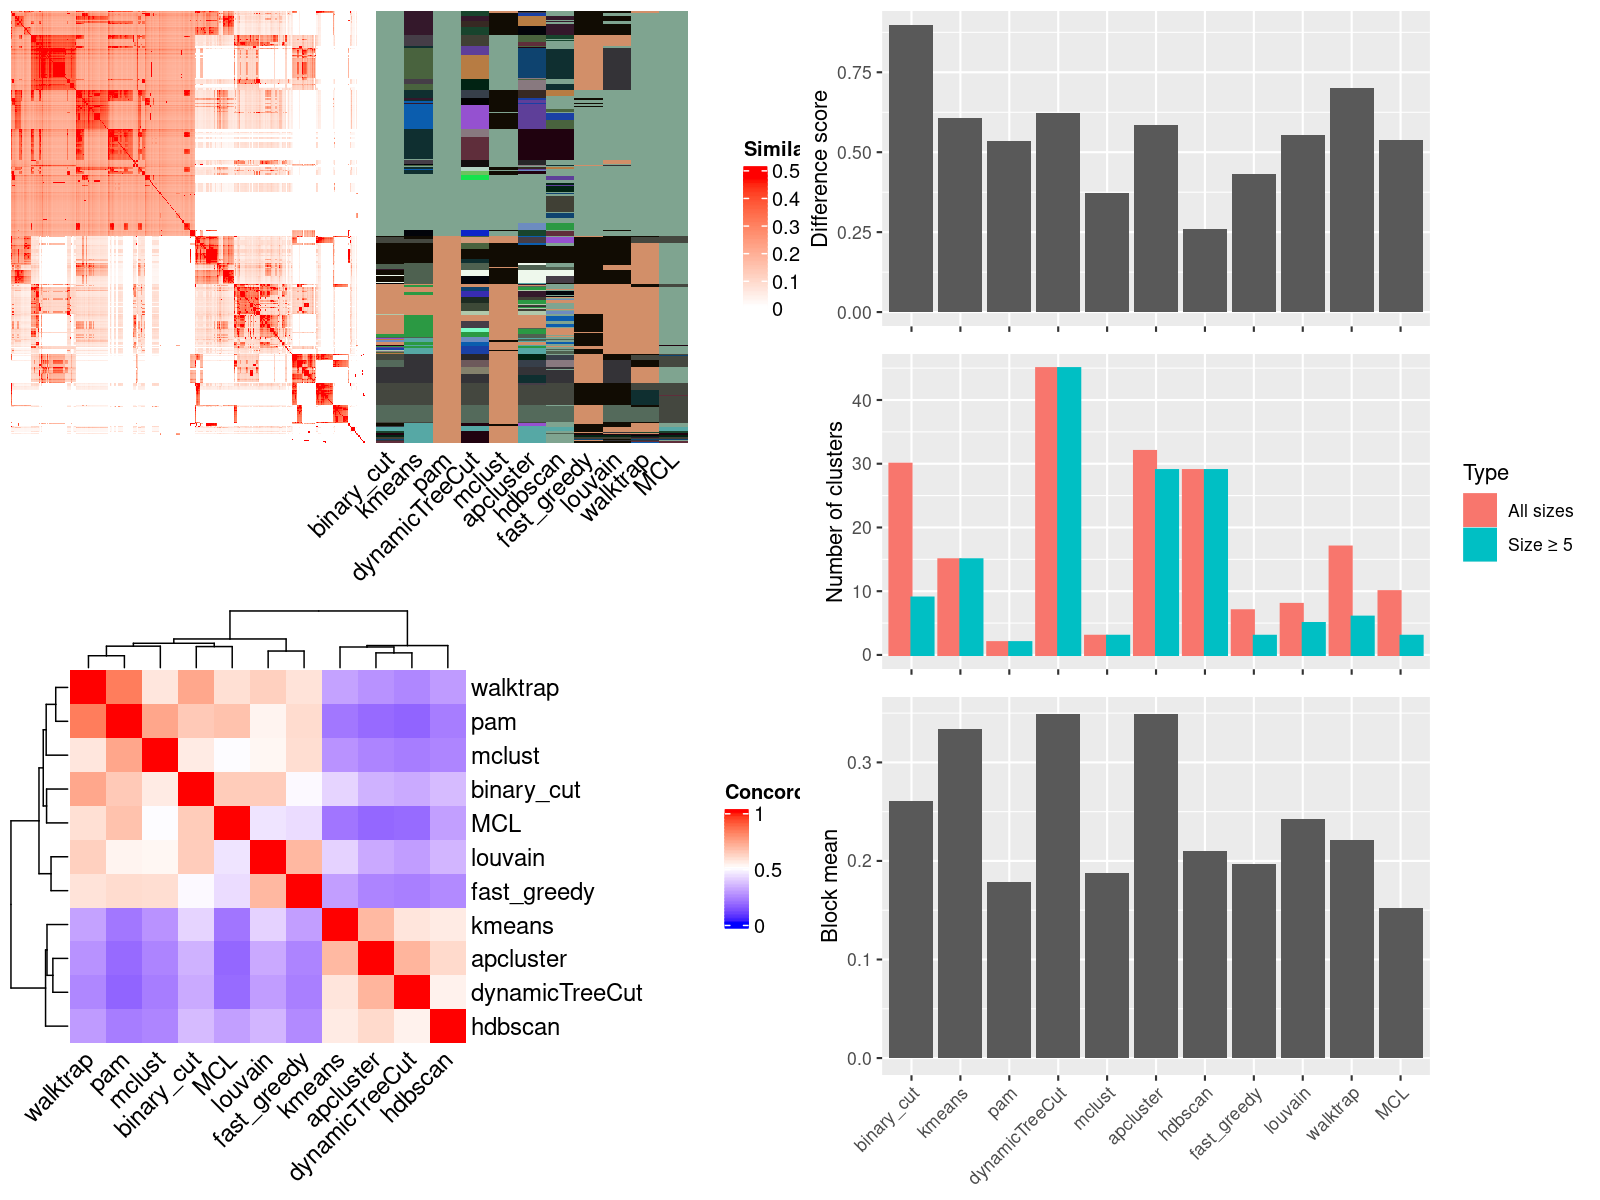 Simila
0.5
0.4
0.3
0.2
0.1
0
binary_cut
kmeans
pam
dynamicTreeCut
mclust
apcluster
hdbscan
fast_greedy
louvain
walktrap
MCL
Difference score
0.75
0.50
0.25
0.00
Number of clusters
40
30
20
10
0
Type
All sizes
Size ≥ 5
walktrap
pam
mclust
binary_cut
MCL
louvain
fast_greedy
kmeans
apcluster
dynamicTreeCut
hdbscan
walktrap
pam
mclust
binary_cut
MCL
louvain
fast_greedy
kmeans
apcluster
dynamicTreeCut
hdbscan
Concord
1
0.5
0
Block mean
0.3
0.2
0.1
0.0
binary_cut
kmeans
pam
dynamicTreeCut
mclust
apcluster
hdbscan
fast_greedy
louvain
walktrap
MCL